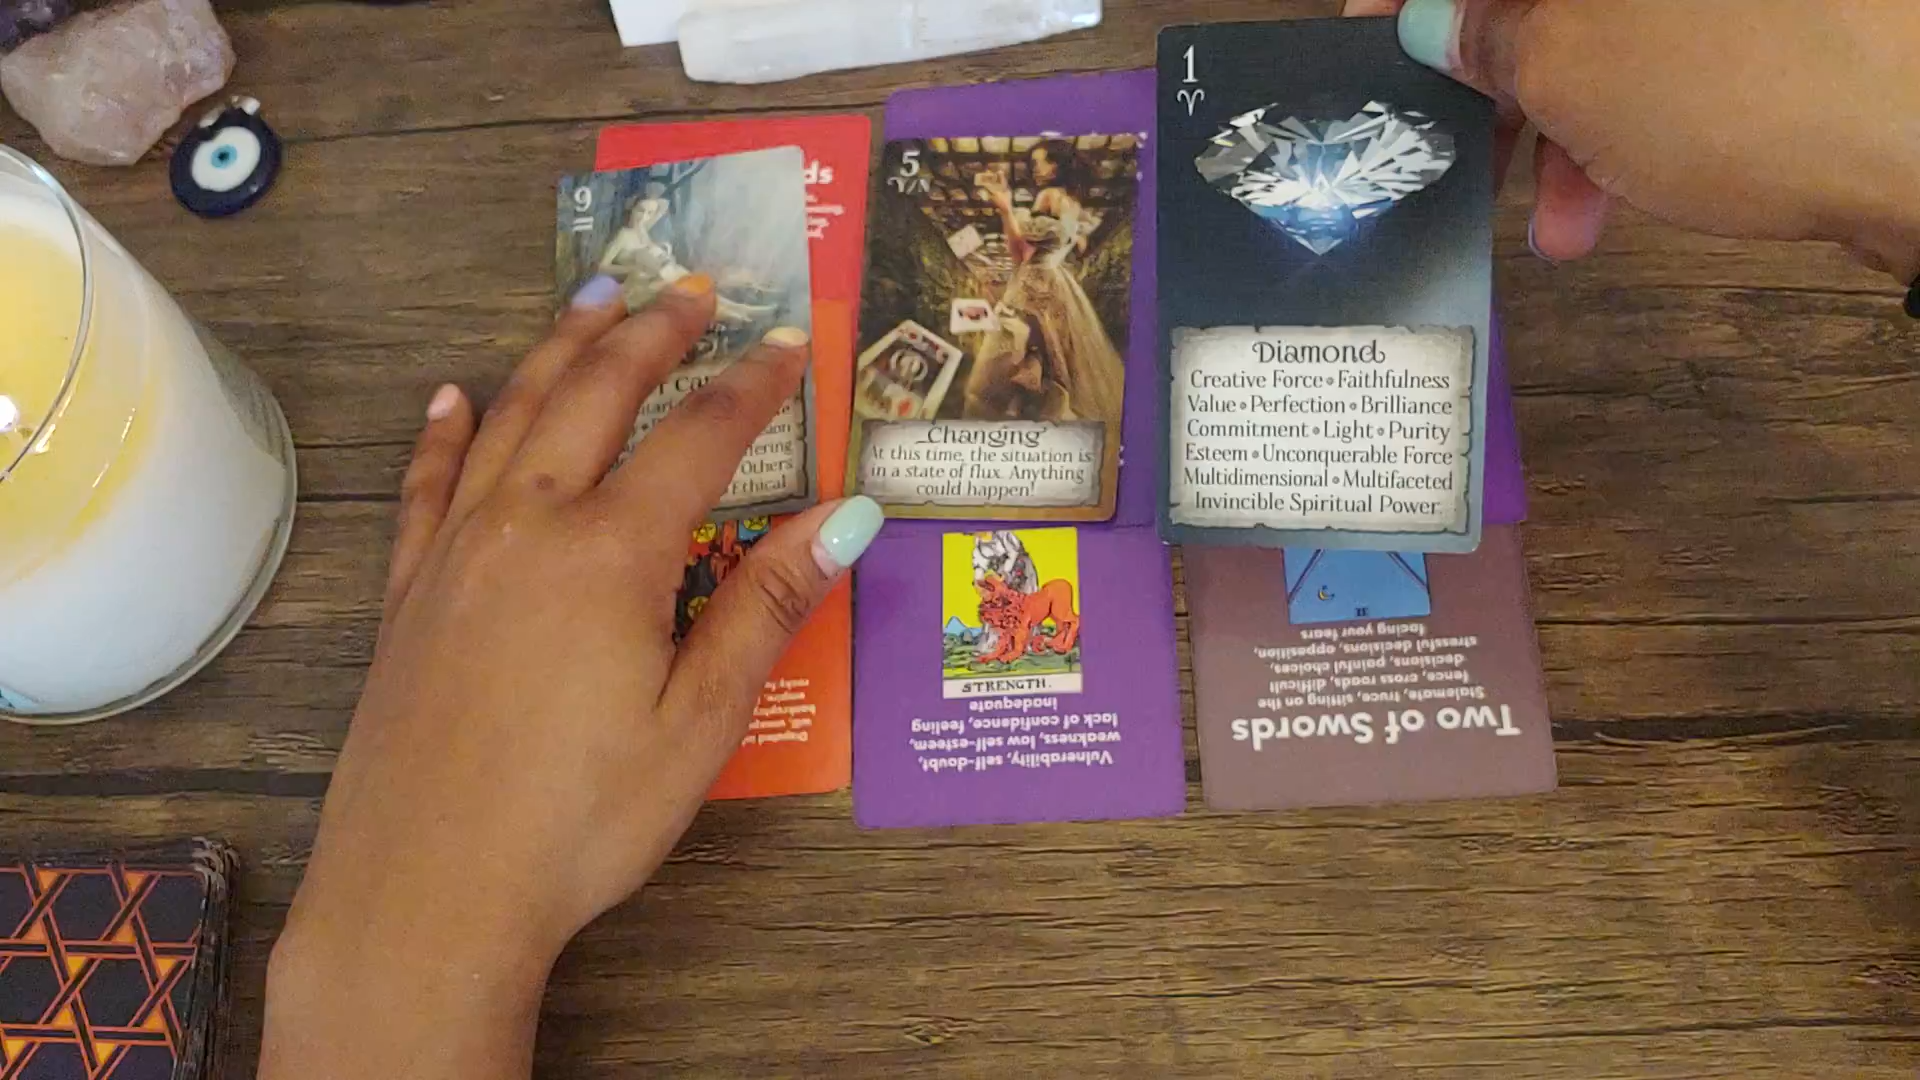 9
ds
Others
Ethical
5
Changing
At this time, the situation is
in a state of flux. Anything
could happen!
1
Diamond
Creative Force • Faithfulness
Value • Perfection • Brilliance
Commitment • Light • Purity
Esteem • Unconquerable Force
Multidimensional • Multifaceted
Invincible Spiritual Power
STRENGTH.
Vulnerability, self-doubt,
weakness, low self-esteem,
lack of confidence, feeling
inadequate
II
Two of Swords
Stalemate, truce, sitting on the
fence, cross roads, difficult
decisions, painful choices,
stressful decisions, opposition,
facing your fears